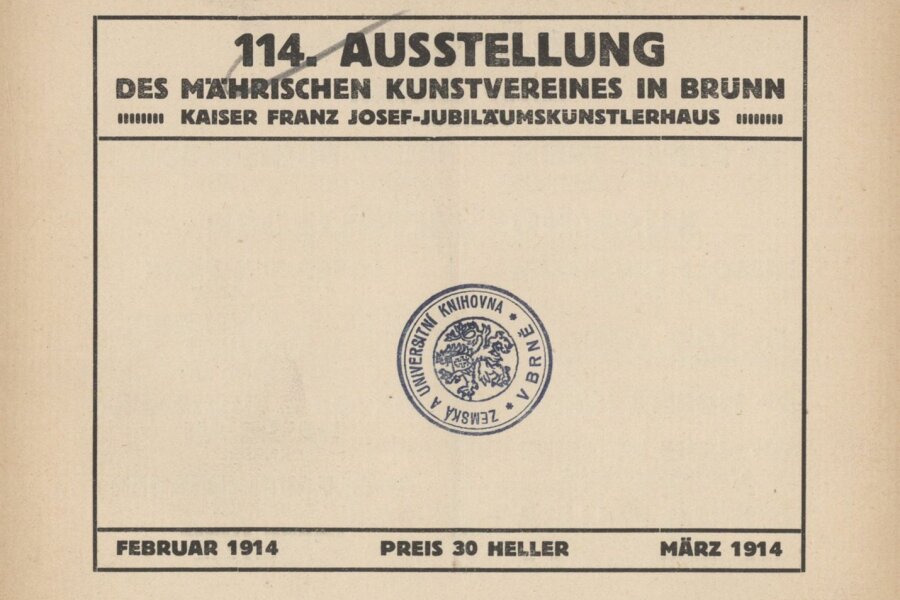 114. AUSSTELLUNG
DES MÄHRISCHEN KUNSTVEREINES IN BRÜNN
KAISER FRANZ JOSEF-JUBILÄUMSKÜNSTLERHAUS
ZEMSKÁ A UNIVERSITNÍ KNIHOVNA * V BRNĚ *
FEBRUAR 1914 PREIS 30 HELLER MÄRZ 1914